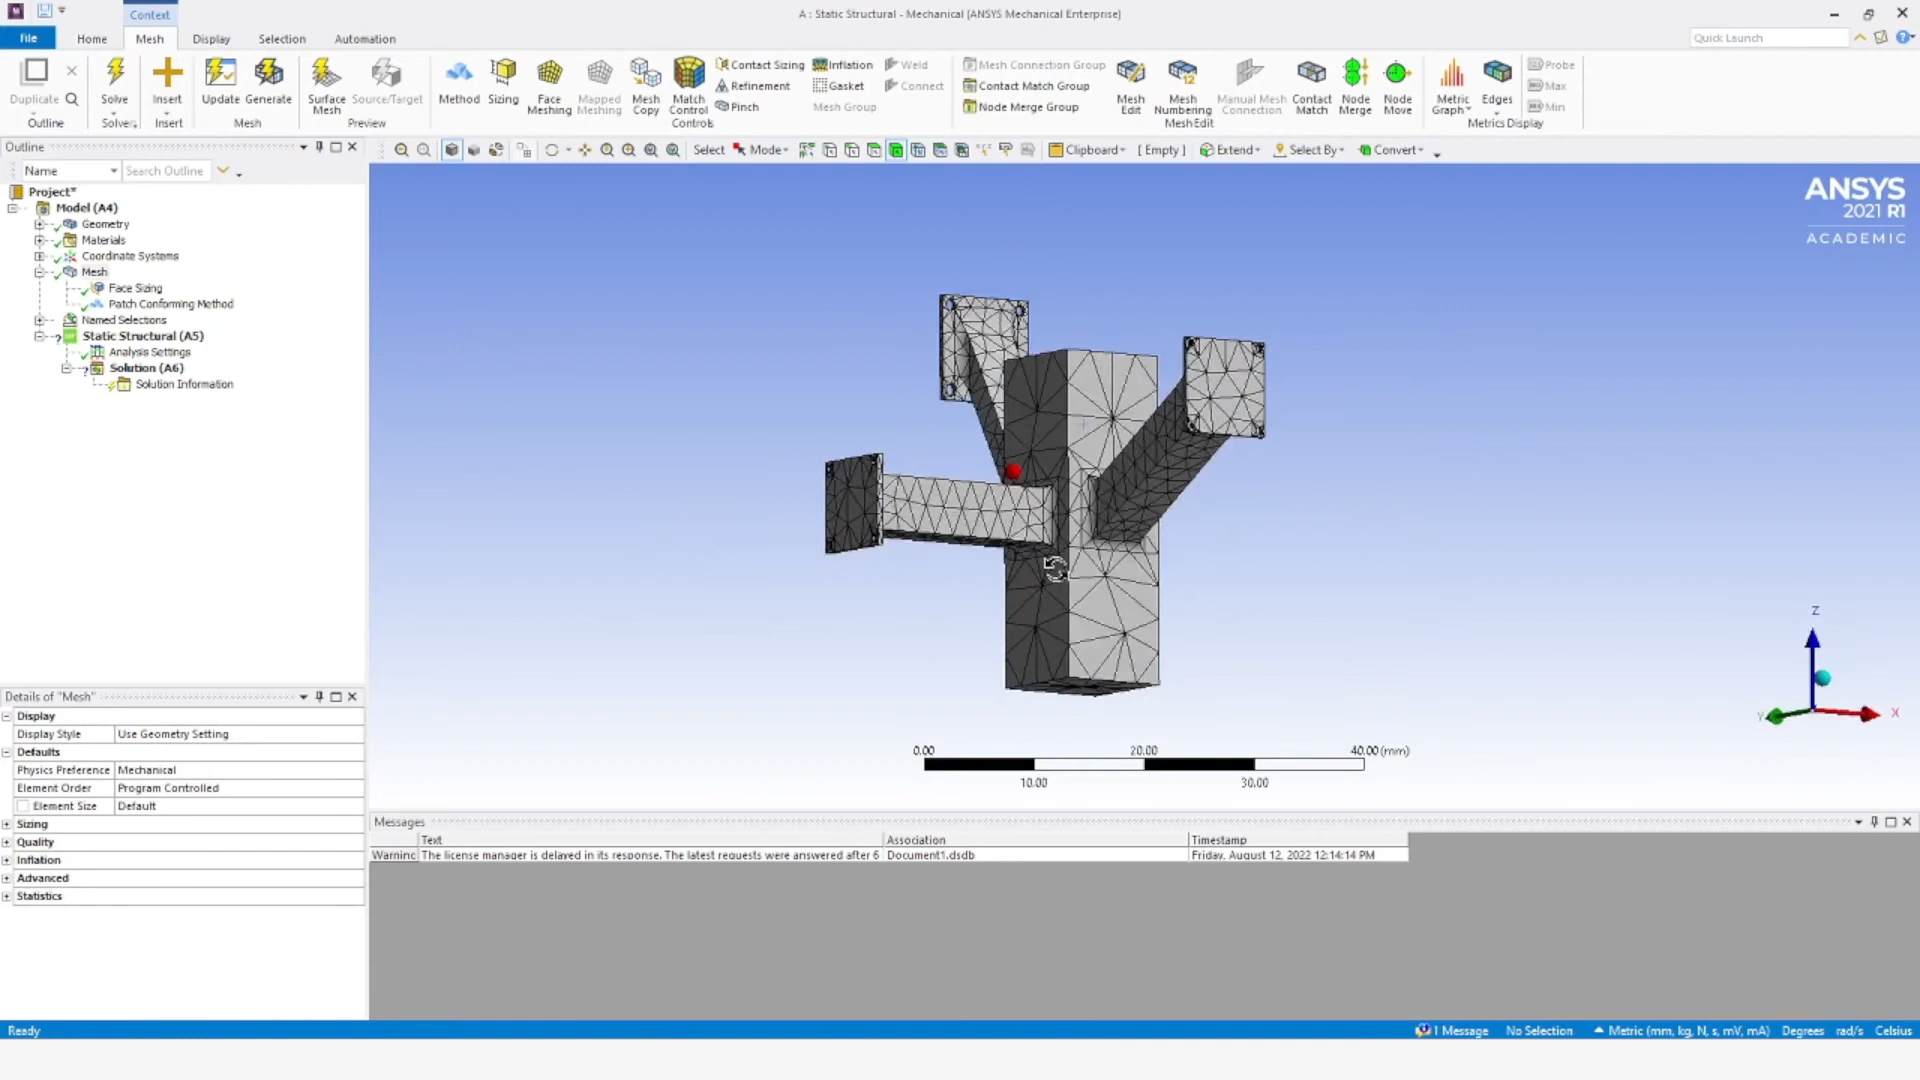 Context
A : Static Structural - Mechanical [ANSYS Mechanical Enterprise]
File Home Mesh Display Selection Automation
Quick Launch
Duplicate
Outline
Solve
Solver
Insert
Insert
Update Generate
Mesh
Surface Mesh Source/Target
Preview
Method Sizing Face Meshing Mapped Meshing Mesh Copy Match Control
Contact Sizing
Refinement
Pinch
Inflation
Gasket
Mesh Group
Weld
Connect
Controls
Mesh Connection Group
Contact Match Group
Node Merge Group
Mesh Edit Mesh Numbering Manual Mesh Connection Contact Match Node Merge Node Move
Mesh Edit
Metric Graph Edges
Probe
Max
Min
Metrics Display
Outline
Name Search Outline
Select Mode Clipboard [ Empty ] Extend Select By Convert
Project*
Model (A4)
Geometry
Materials
Coordinate Systems
Mesh
Face Sizing
Patch Conforming Method
Named Selections
Static Structural (A5)
Analysis Settings
Solution (A6)
Solution Information
ANSYS
2021 R1
ACADEMIC
Z
Y
X
0.00 20.00 40.00 (mm)
10.00 30.00
Details of "Mesh"
Display
Display Style Use Geometry Setting
Defaults
Physics Preference Mechanical
Element Order Program Controlled
Element Size Default
Sizing
Quality
Inflation
Advanced
Statistics
Messages
Text Association Timestamp
Warning The license manager is delayed in its response. The latest requests were answered after 6 Document1.dsdb Friday, August 12, 2022 12:14:14 PM
Ready
1 Message No Selection Metric (mm, kg, N, s, mV, mA) Degrees rad/s Celsius